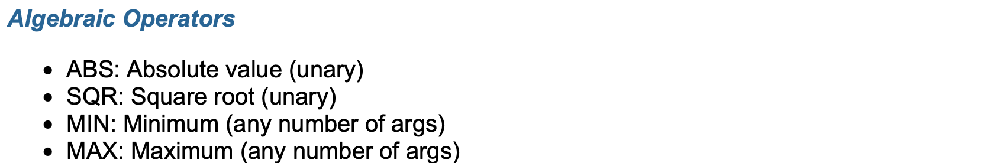 Algebraic Operators
• ABS: Absolute value (unary)
• SQR: Square root (unary)
• MIN: Minimum (any number of args)
• MAX: Maximum (any number of args)